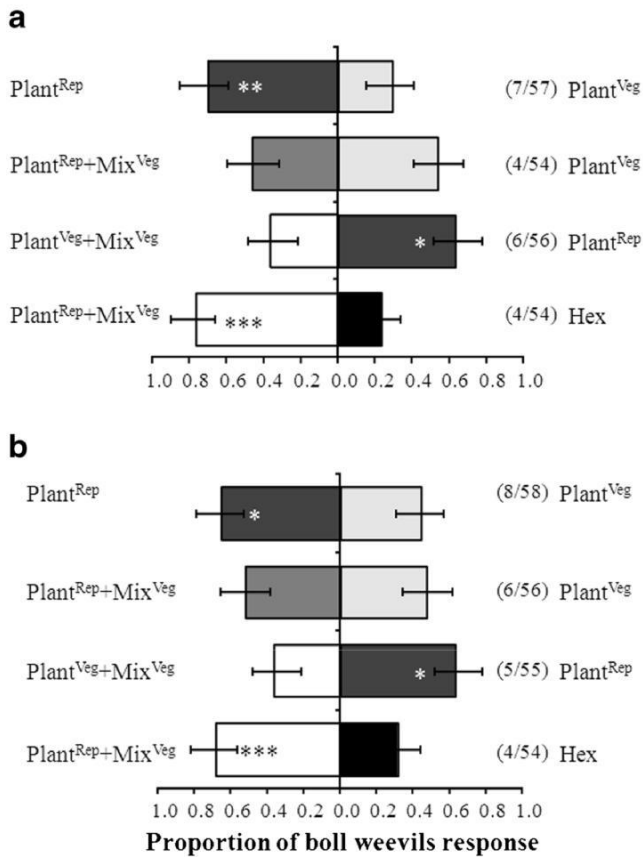 a
Plant^Rep ** (7/57) Plant^Veg
Plant^Rep+Mix^Veg (4/54) Plant^Veg
Plant^Veg+Mix^Veg * (6/56) Plant^Rep
Plant^Rep+Mix^Veg *** (4/54) Hex
1.0 0.8 0.6 0.4 0.2 0.0 0.2 0.4 0.6 0.8 1.0
b
Plant^Rep * (8/58) Plant^Veg
Plant^Rep+Mix^Veg (6/56) Plant^Veg
Plant^Veg+Mix^Veg * (5/55) Plant^Rep
Plant^Rep+Mix^Veg *** (4/54) Hex
1.0 0.8 0.6 0.4 0.2 0.0 0.2 0.4 0.6 0.8 1.0
Proportion of boll weevils response